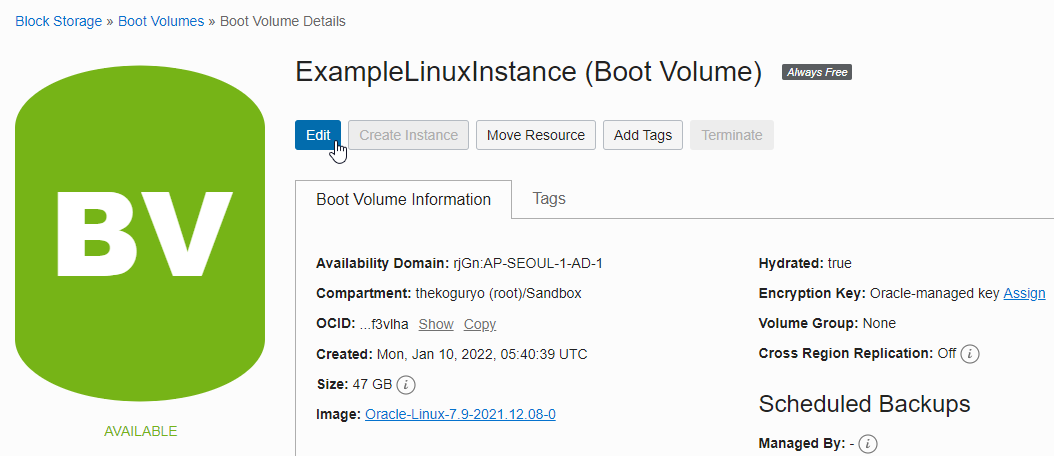 Block Storage » Boot Volumes » Boot Volume Details
BV
AVAILABLE
ExampleLinuxInstance (Boot Volume) Always Free
Edit Create Instance Move Resource Add Tags Terminate
Boot Volume Information Tags
Availability Domain: rjGn:AP-SEOUL-1-AD-1
Compartment: thekoguryo (root)/Sandbox
OCID: ...f3vlha Show Copy
Created: Mon, Jan 10, 2022, 05:40:39 UTC
Size: 47 GB i
Image: Oracle-Linux-7.9-2021.12.08-0
Hydrated: true
Encryption Key: Oracle-managed key Assign
Volume Group: None
Cross Region Replication: Off i
Scheduled Backups
Managed By: - i